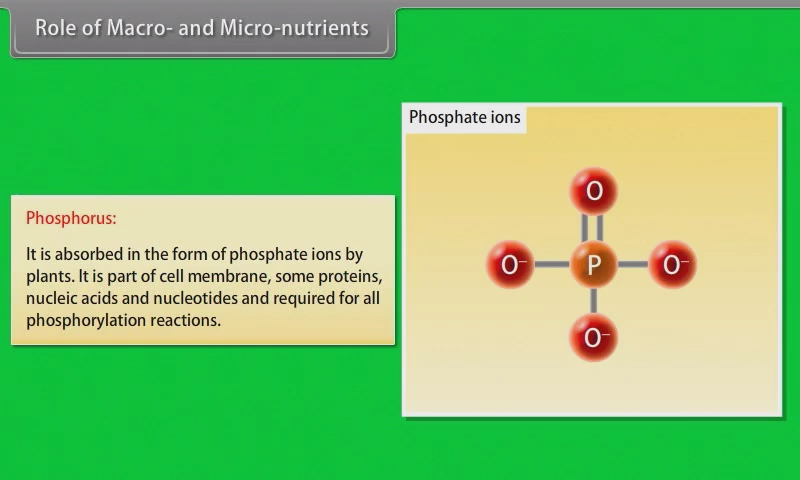 Role of Macro- and Micro-nutrients
Phosphate ions
Phosphorus:
It is absorbed in the form of phosphate ions by
plants. It is part of cell membrane, some proteins,
nucleic acids and nucleotides and required for all
phosphorylation reactions.
O
O⁻ P O⁻
O⁻